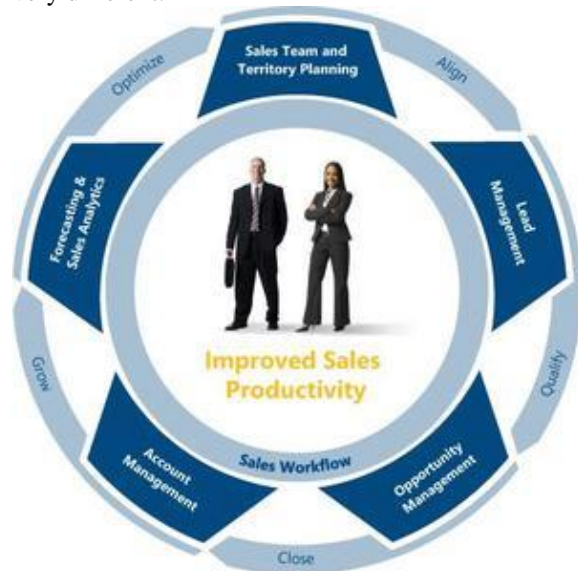 Sales Team and
Territory Planning
Align
Lead
Management
Qualify
Opportunity
Management
Close
Account
Management
Grow
Forecasting &
Sales Analytics
Optimize
Improved Sales
Productivity
Sales Workflow